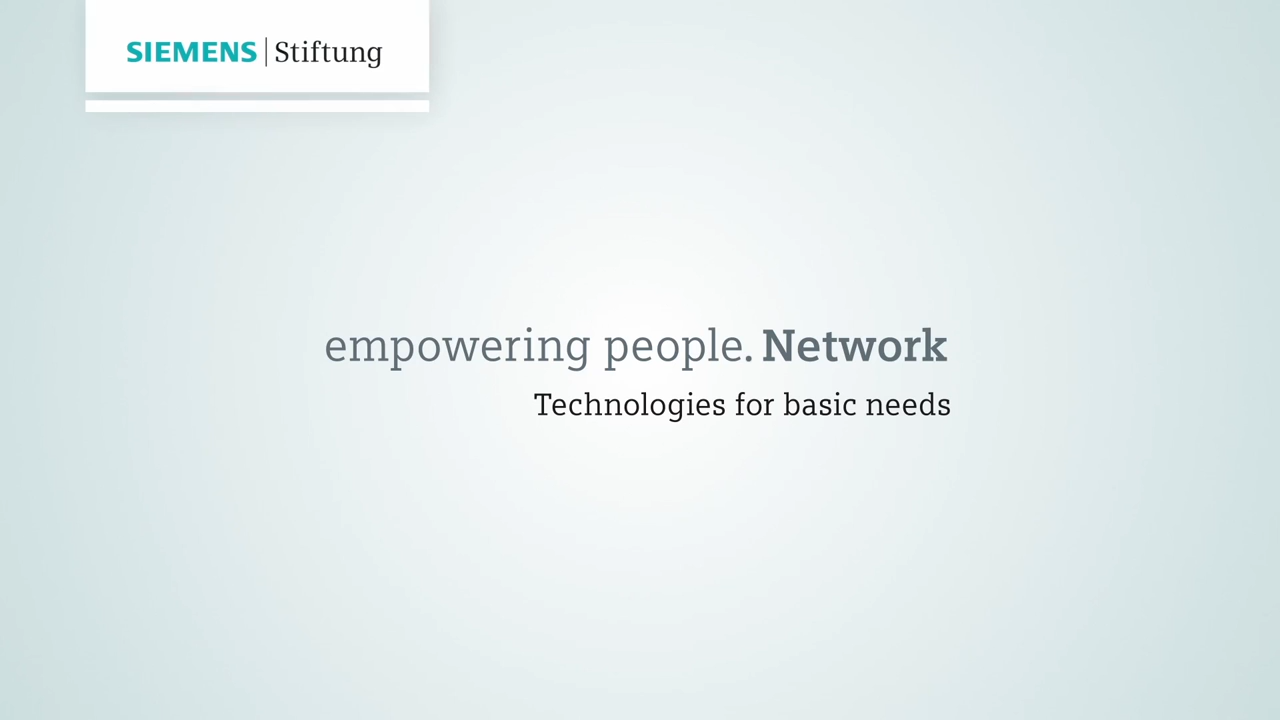 SIEMENS | Stiftung
empowering people. Network
Technologies for basic needs